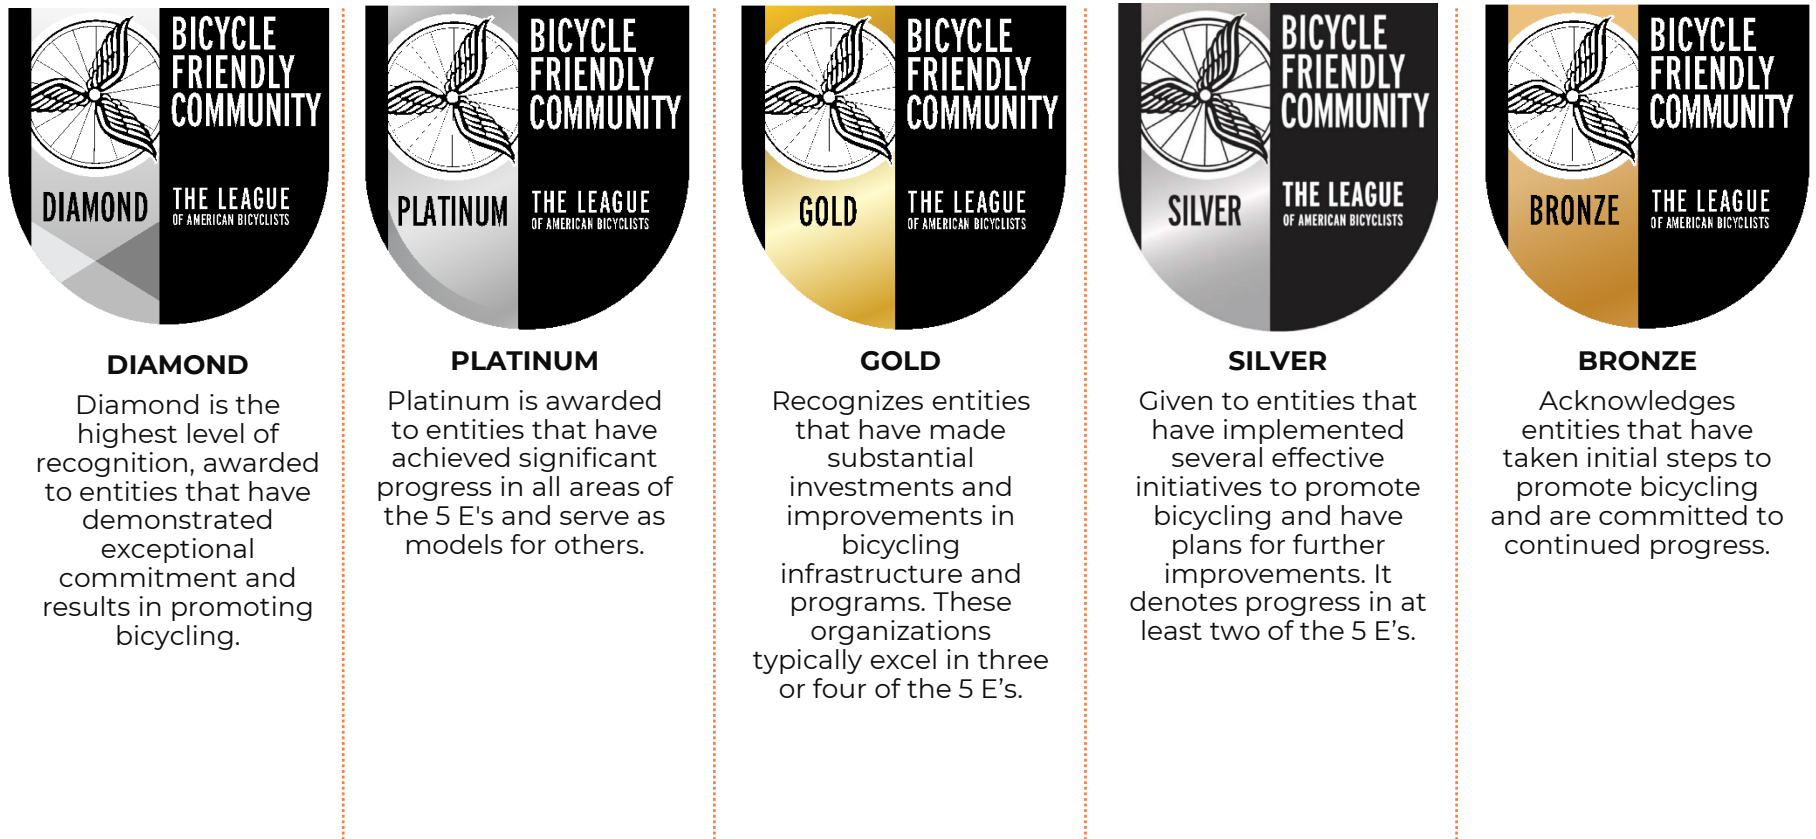 BICYCLE
FRIENDLY
COMMUNITY
DIAMOND
THE LEAGUE
OF AMERICAN BICYCLISTS
DIAMOND
Diamond is the
highest level of
recognition, awarded
to entities that have
demonstrated
exceptional
commitment and
results in promoting
bicycling.
BICYCLE
FRIENDLY
COMMUNITY
PLATINUM
THE LEAGUE
OF AMERICAN BICYCLISTS
PLATINUM
Platinum is awarded
to entities that have
achieved significant
progress in all areas of
the 5 E's and serve as
models for others.
BICYCLE
FRIENDLY
COMMUNITY
GOLD
THE LEAGUE
OF AMERICAN BICYCLISTS
GOLD
Recognizes entities
that have made
substantial
investments and
improvements in
bicycling
infrastructure and
programs. These
organizations
typically excel in three
or four of the 5 E’s.
BICYCLE
FRIENDLY
COMMUNITY
SILVER
THE LEAGUE
OF AMERICAN BICYCLISTS
SILVER
Given to entities that
have implemented
several effective
initiatives to promote
bicycling and have
plans for further
improvements. It
denotes progress in at
least two of the 5 E’s.
BICYCLE
FRIENDLY
COMMUNITY
BRONZE
THE LEAGUE
OF AMERICAN BICYCLISTS
BRONZE
Acknowledges
entities that have
taken initial steps to
promote bicycling
and are committed to
continued progress.